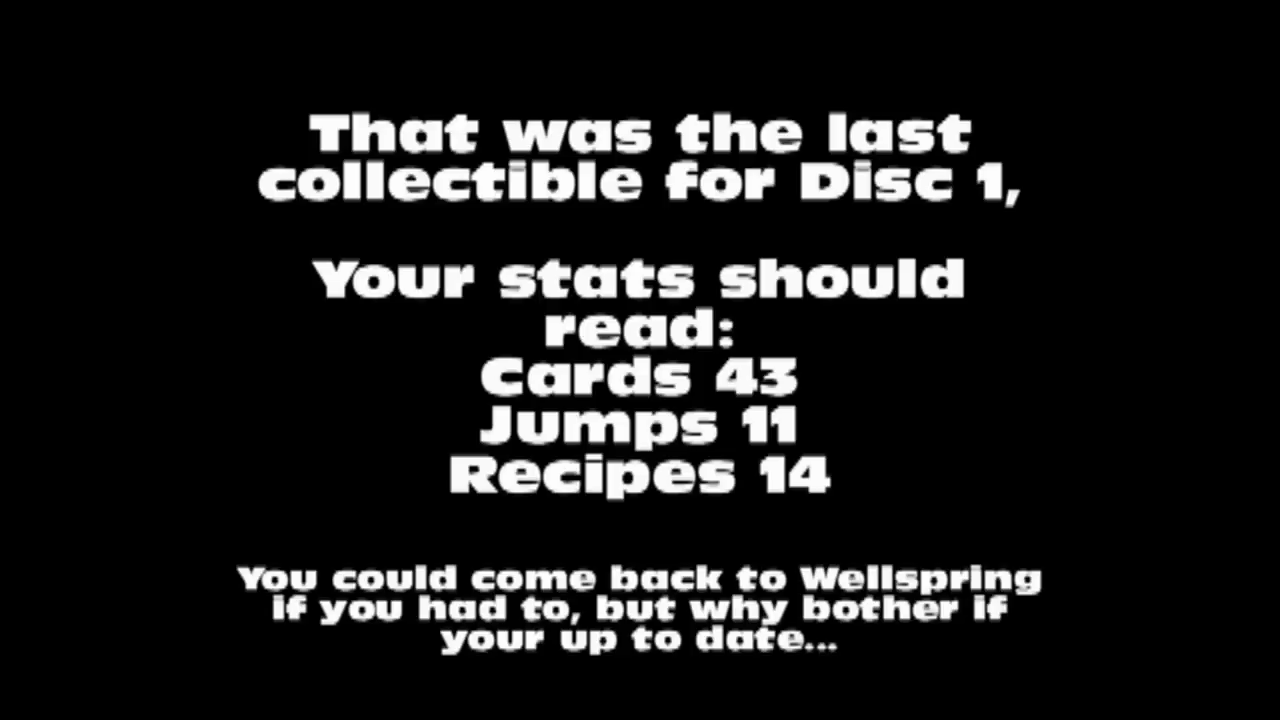 That was the last
collectible for Disc 1,
Your stats should
read:
Cards 43
Jumps 11
Recipes 14
You could come back to Wellspring
if you had to, but why bother if
your up to date...